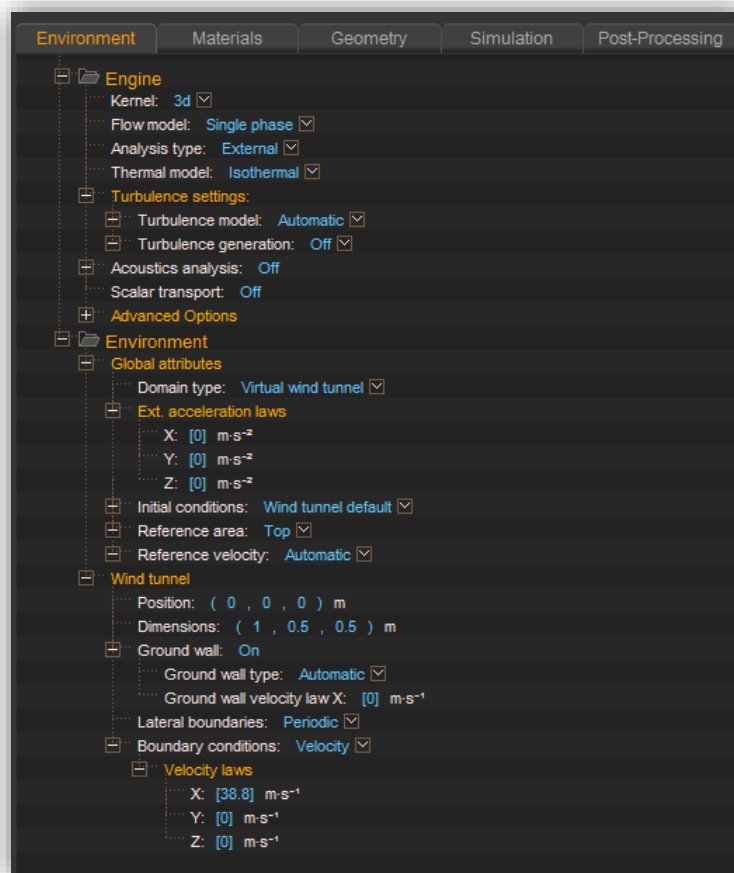 Environment Materials Geometry Simulation Post-Processing
Engine
Kernel: 3d
Flow model: Single phase
Analysis type: External
Thermal model: Isothermal
Turbulence settings:
Turbulence model: Automatic
Turbulence generation: Off
Acoustics analysis: Off
Scalar transport: Off
Advanced Options
Environment
Global attributes
Domain type: Virtual wind tunnel
Ext. acceleration laws
X: [0] m·s⁻²
Y: [0] m·s⁻²
Z: [0] m·s⁻²
Initial conditions: Wind tunnel default
Reference area: Top
Reference velocity: Automatic
Wind tunnel
Position: ( 0 , 0 , 0 ) m
Dimensions: ( 1 , 0.5 , 0.5 ) m
Ground wall: On
Ground wall type: Automatic
Ground wall velocity law X: [0] m·s⁻¹
Lateral boundaries: Periodic
Boundary conditions: Velocity
Velocity laws
X: [38.8] m·s⁻¹
Y: [0] m·s⁻¹
Z: [0] m·s⁻¹